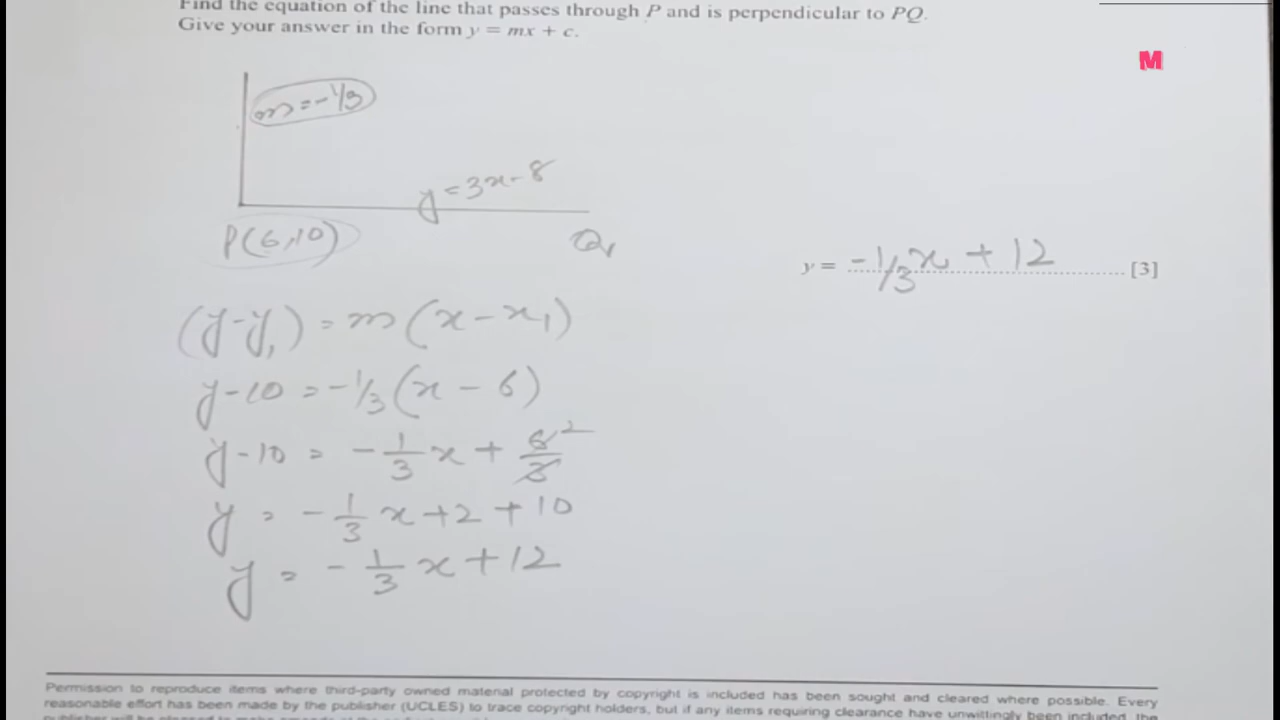 Find the equation of the line that passes through P and is perpendicular to PQ.
Give your answer in the form y = mx + c.
M
m = -1/3
y = 3x - 8
P(6,10)
Q
y = -1/3x + 12 [3]
(y - y₁) = m(x - x₁)
y - 10 = -1/3(x - 6)
y - 10 = -1/3 x + 6/3 2
y = -1/3 x + 2 + 10
y = -1/3 x + 12
Permission to reproduce items where third-party owned material protected by copyright is included has been sought and cleared where possible. Every
reasonable effort has been made by the publisher (UCLES) to trace copyright holders, but if any items requiring clearance have unwittingly been included, the